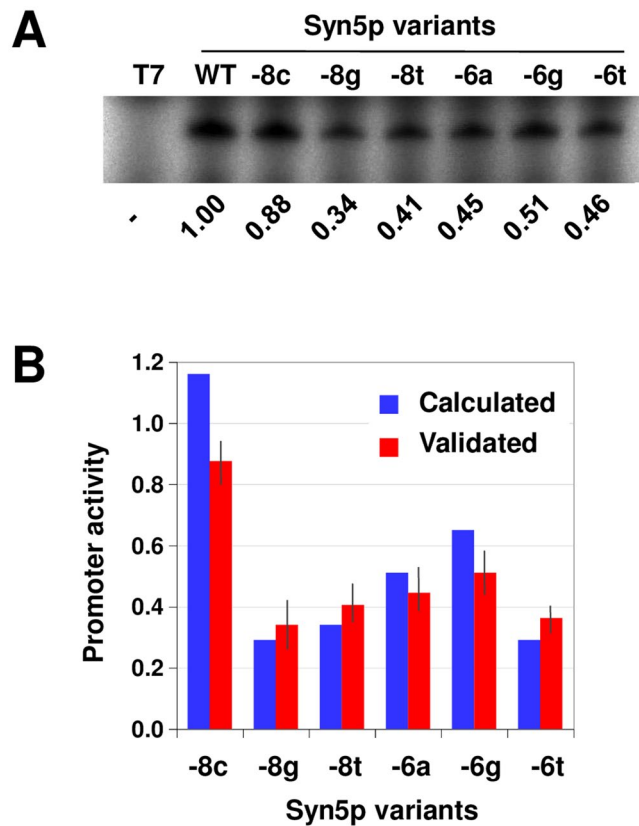 A
Syn5p variants
T7 WT -8c -8g -8t -6a -6g -6t
- 1.00 0.88 0.34 0.41 0.45 0.51 0.46
B
1.2
1.0
0.8
0.6
0.4
0.2
0.0
Promoter activity
Calculated
Validated
-8c -8g -8t -6a -6g -6t
Syn5p variants